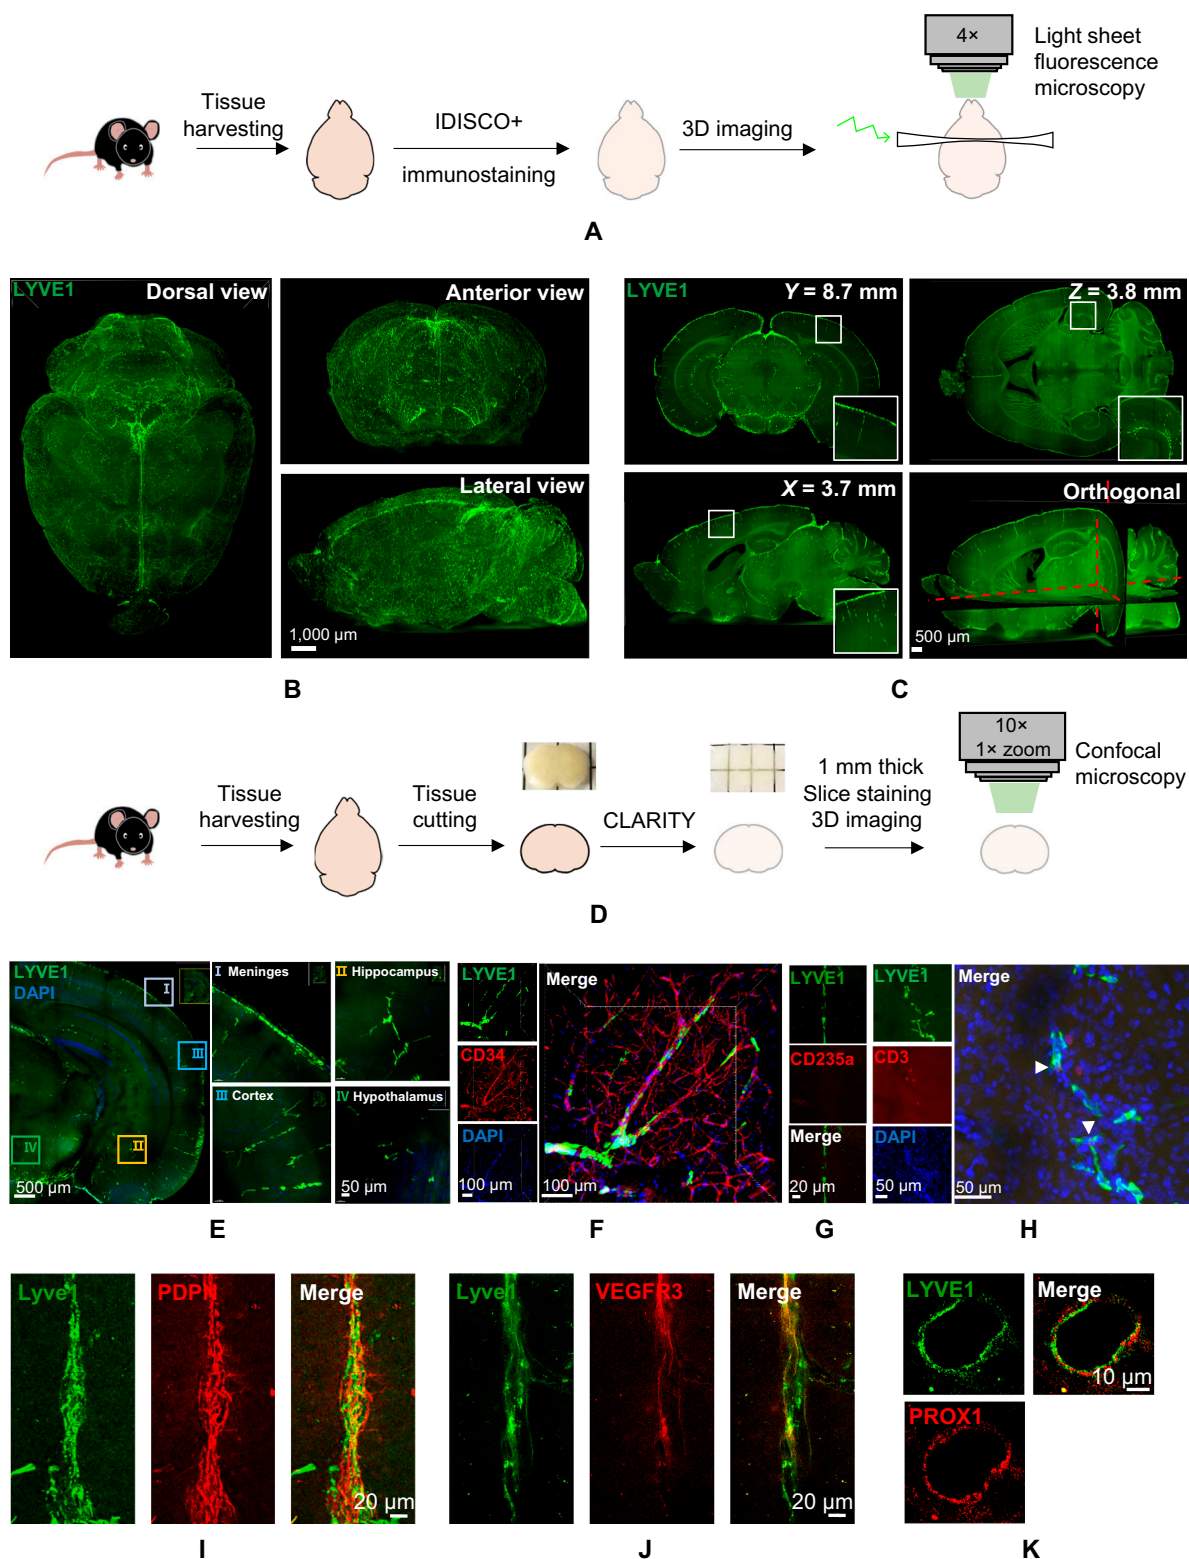 Tissue
harvesting
IDISCO+
immunostaining
3D imaging
4×
Light sheet
fluorescence
microscopy
A
LYVE1
Dorsal view
Anterior view
Lateral view
1,000 μm
B
LYVE1
Y = 8.7 mm
Z = 3.8 mm
X = 3.7 mm
Orthogonal
500 μm
C
Tissue
harvesting
Tissue
cutting
CLARITY
1 mm thick
Slice staining
3D imaging
10×
1× zoom
Confocal
microscopy
D
LYVE1
DAPI
I
III
II
IV
500 μm
I Meninges
II Hippocampus
III Cortex
IV Hypothalamus
50 μm
E
LYVE1
CD34
DAPI
100 μm
Merge
100 μm
F
LYVE1
CD235a
Merge
20 μm
G
LYVE1
CD3
DAPI
50 μm
Merge
50 μm
H
Lyve1
PDPN
Merge
20 μm
I
Lyve1
VEGFR3
Merge
20 μm
J
LYVE1
Merge
10 μm
PROX1
K